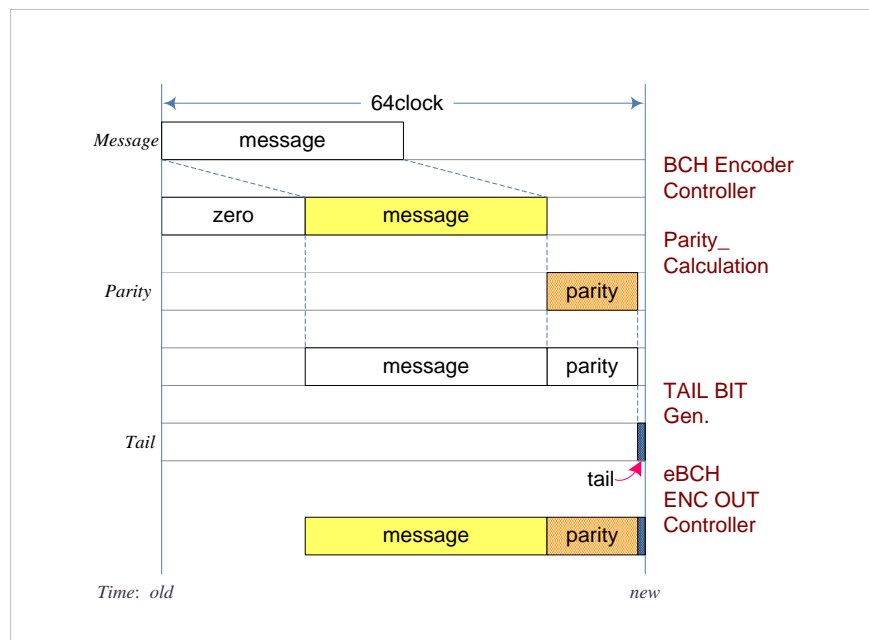 64clock
Message
message
BCH Encoder
Controller
zero
message
Parity_
Calculation
Parity
parity
message
parity
TAIL BIT
Gen.
Tail
tail
eBCH
ENC OUT
Controller
message
parity
Time: old
new